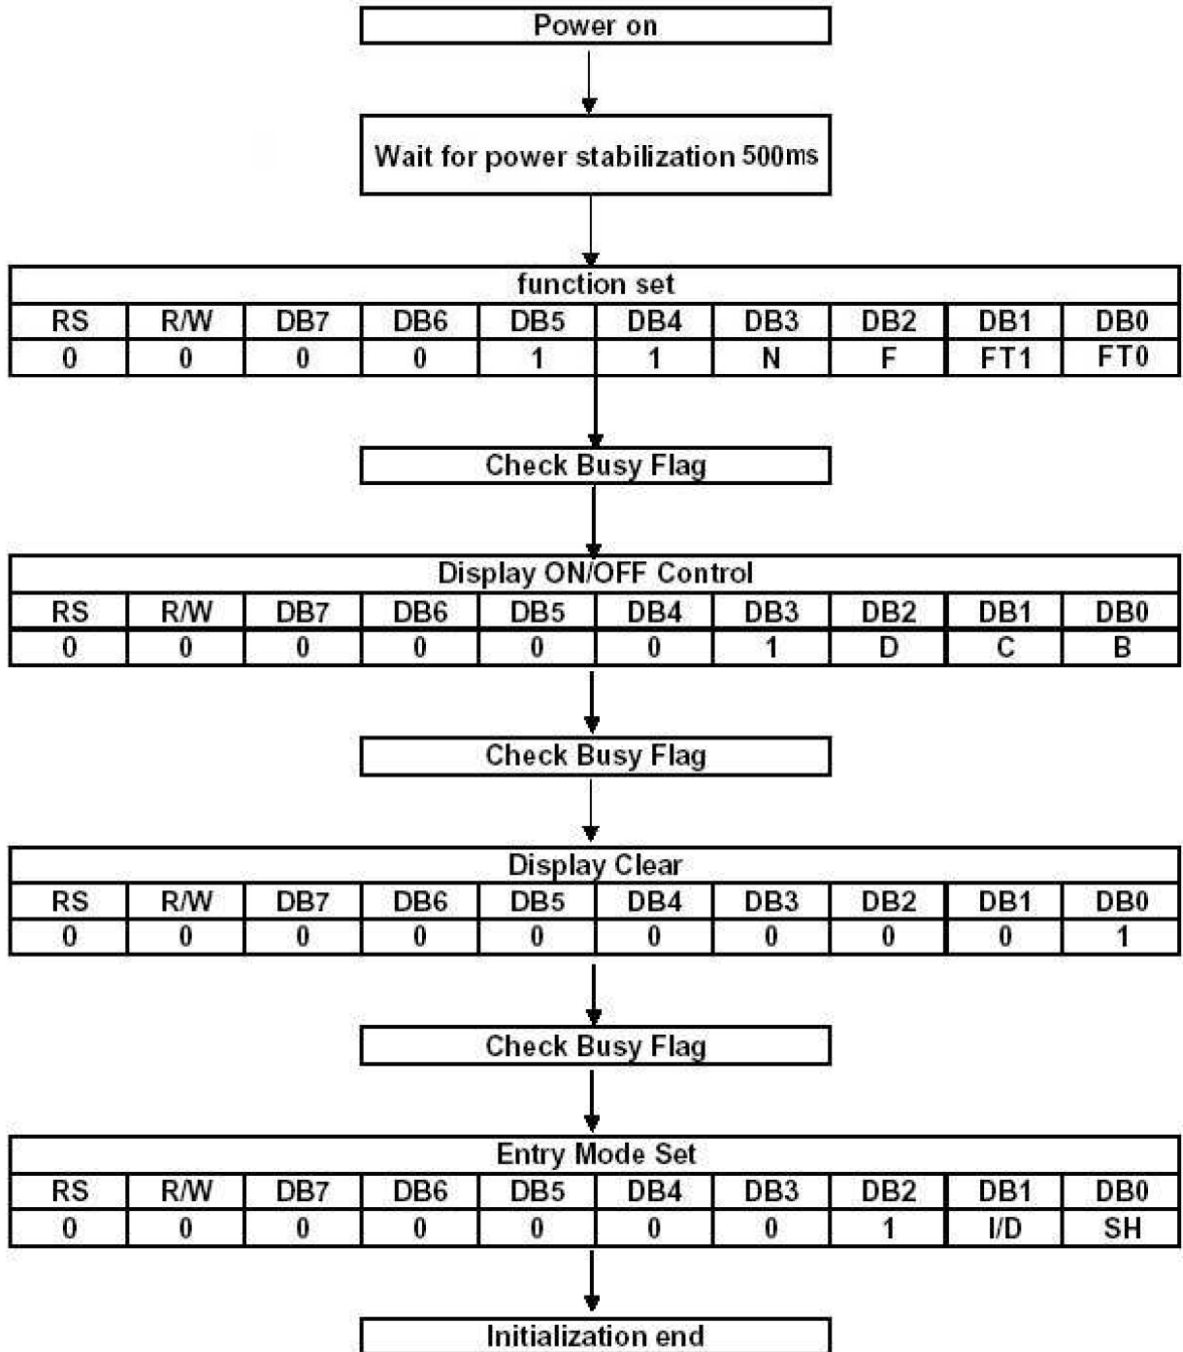 Power on
Wait for power stabilization 500ms
function set
RS R/W DB7 DB6 DB5 DB4 DB3 DB2 DB1 DB0
0 0 0 0 1 1 N F FT1 FT0
Check Busy Flag
Display ON/OFF Control
RS R/W DB7 DB6 DB5 DB4 DB3 DB2 DB1 DB0
0 0 0 0 0 0 1 D C B
Check Busy Flag
Display Clear
RS R/W DB7 DB6 DB5 DB4 DB3 DB2 DB1 DB0
0 0 0 0 0 0 0 0 0 1
Check Busy Flag
Entry Mode Set
RS R/W DB7 DB6 DB5 DB4 DB3 DB2 DB1 DB0
0 0 0 0 0 0 0 1 I/D SH
Initialization end